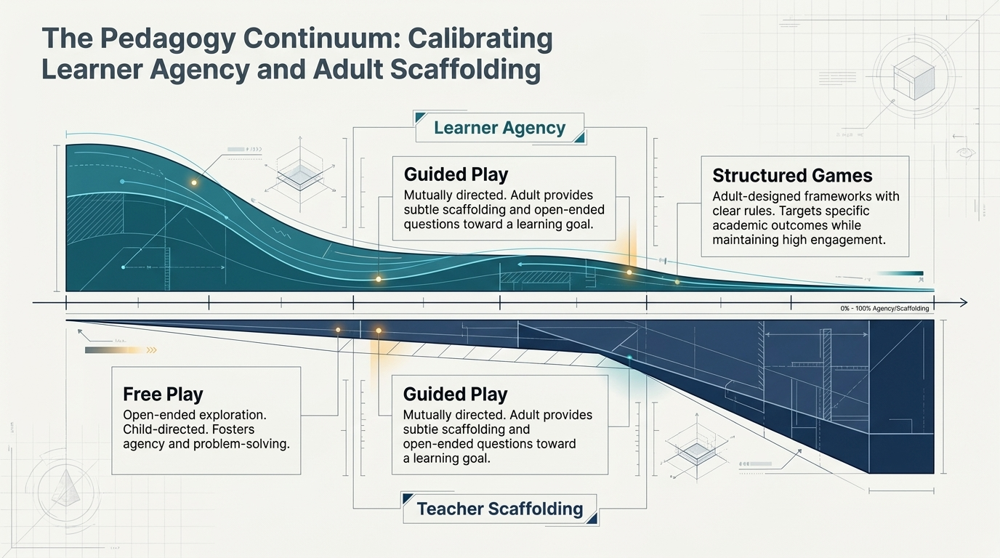 The Pedagogy Continuum: Calibrating
Learner Agency and Adult Scaffolding
Learner Agency
Guided Play
Mutually directed. Adult provides
subtle scaffolding and open-ended
questions toward a learning goal.
Structured Games
Adult-designed frameworks with
clear rules. Targets specific
academic outcomes while
maintaining high engagement.
0% - 100% Agency/Scaffolding
Free Play
Open-ended exploration.
Child-directed. Fosters
agency and problem-solving.
Guided Play
Mutually directed. Adult provides
subtle scaffolding and
open-ended questions toward
a learning goal.
Teacher Scaffolding